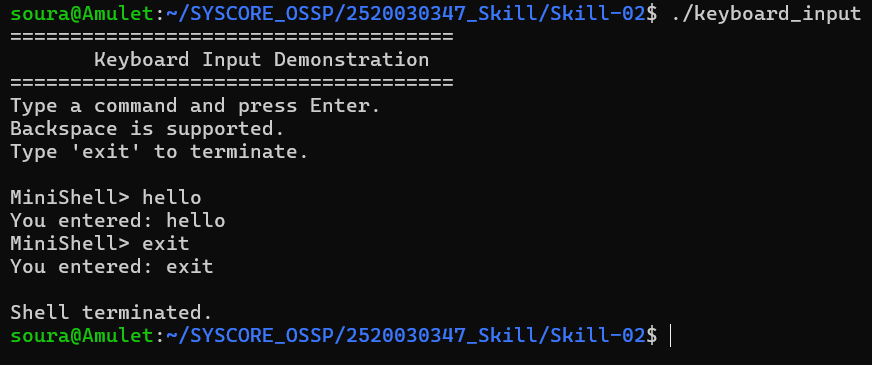 soura@Amulet:~/SYSCORE_OSSP/2520030347_Skill/Skill-02$ ./keyboard_input
=====================================
       Keyboard Input Demonstration
=====================================
Type a command and press Enter.
Backspace is supported.
Type 'exit' to terminate.

MiniShell> hello
You entered: hello
MiniShell> exit
You entered: exit

Shell terminated.
soura@Amulet:~/SYSCORE_OSSP/2520030347_Skill/Skill-02$